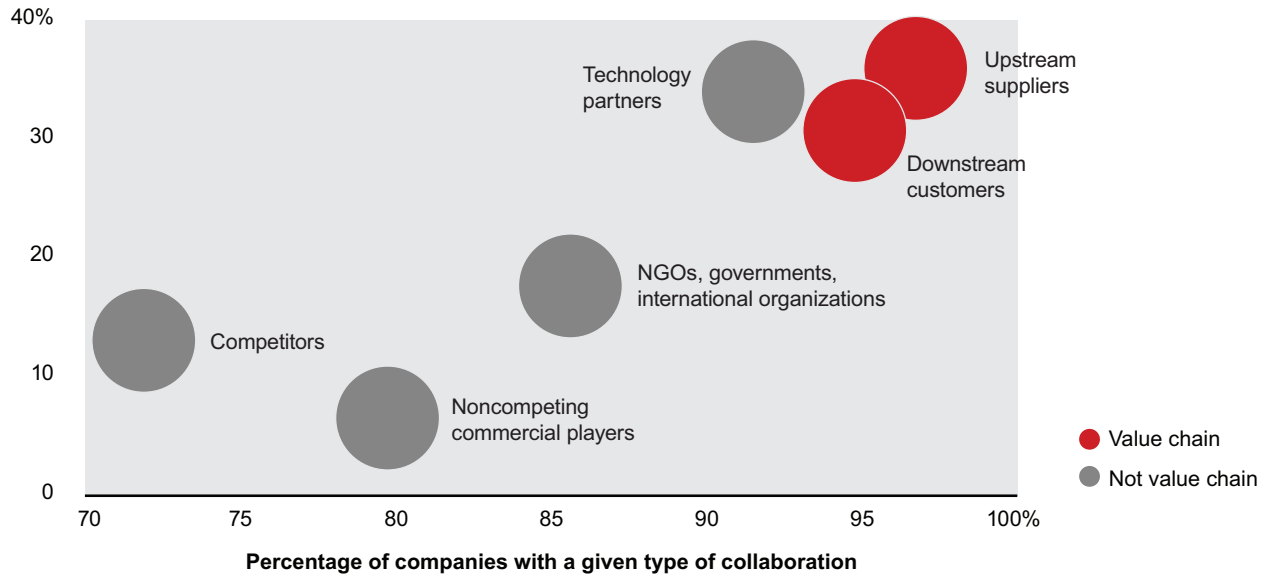 40%
30
20
10
0
Technology
partners
Upstream
suppliers
Downstream
customers
NGOs, governments,
international organizations
Competitors
Noncompeting
commercial players
Value chain
Not value chain
70 75 80 85 90 95 100%
Percentage of companies with a given type of collaboration